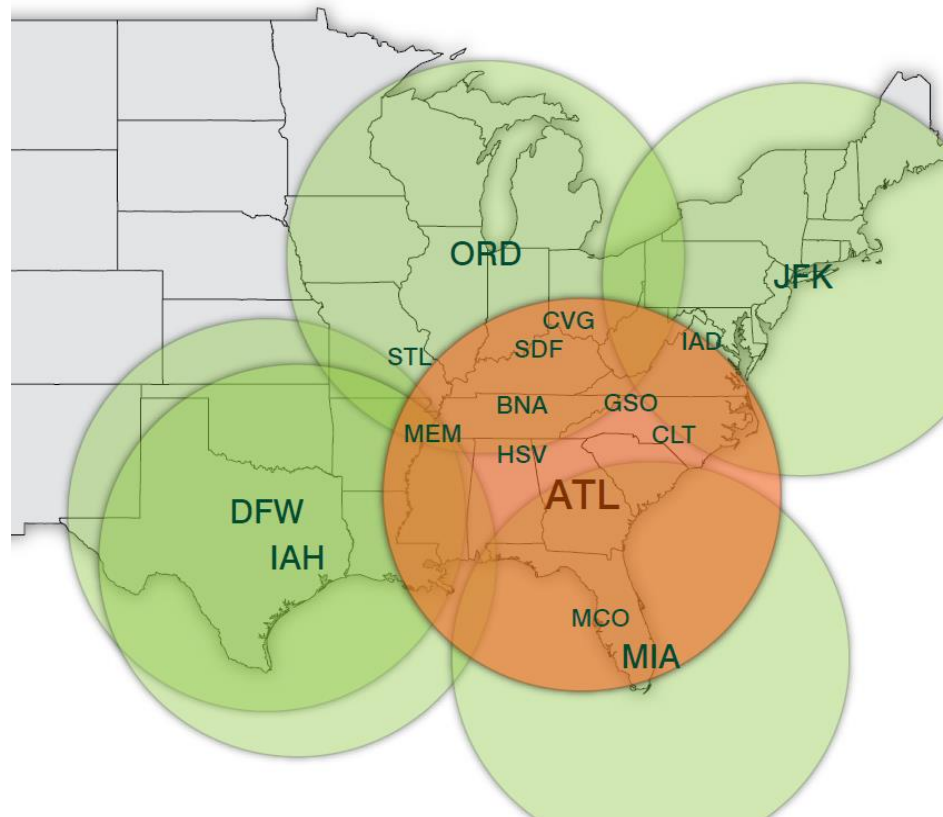 ORD
JFK
CVG
SDF
IAD
STL
BNA
GSO
MEM
CLT
HSV
ATL
DFW
IAH
MCO
MIA